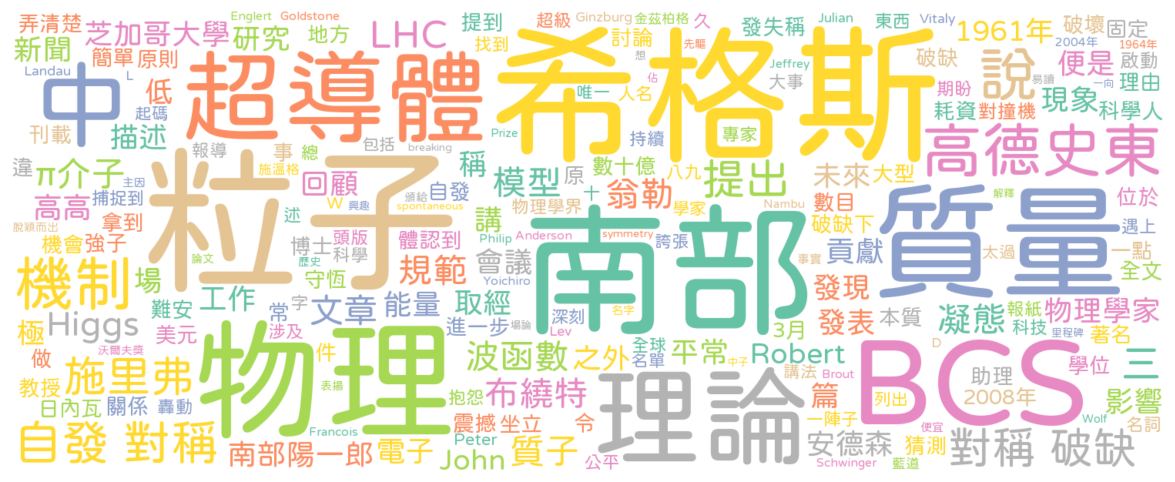 弄清楚 Englert Goldstone 提到 超級 Ginzburg 金茲柏格 久 發失稱 Julian 東西 Vitaly 1961年 破壞 固定
新聞 芝加哥大學 研究 地方 LHC 找到 希格斯 討論 先驅 破缺 2004年 1964年
Landau L 簡單 原則 想 佔 Jeffrey 說 便是 啟動
中 低 超導體 唯一 人名 大事 期盼 一向 易讀 理由
刊載 起碼 耗資 對撞機 現象 科學人
描述 Prize 持續 專家 高德史東
違 報導 事 總 包括 breaking 稱 數十億 八九
π介子 主因 施溫格 回顧 頒給 自發 模型 原 提出 未來 大型
高高 捕捉到 粒子 W 興趣 spontaneous 十 翁勒 質量 解釋 數目 位於
脫穎而出 拿到 述 講 物理學界 學家 Nambu 破缺下 遇上
機會 強子 博士 頭版 體認到 Philip Anderson symmetry 誇張 貢獻 太過 一點
機制 場 論文 科學 歷史 規範 會議 南部 事實 發現 全文
難安 工作 守恆 Yoichiro
極 Higgs 常 字 文章 能量 取經 深刻 名字 發表 本質 凝態 報紙 物理學家
美元 涉及 進一步 場論 Lev 3月 科技 里程碑 著名
做 沃爾夫獎 物理 件 波函數 之外 全球 名單 平常 中子 Robert BCS D 三
教授 施里弗 表揚 抱怨 布繞特 理論 講法 Brout 助理 學位
日內瓦 關係 轟動 震撼 坐立 令 篇 列出 2008年 影響
Francois 一陣子 便宜 Wolf 名詞
自發 對稱 南部陽一郎 電子 Peter John 質子 公平 安德森 Schwinger 猜測 藍道 對稱 破缺